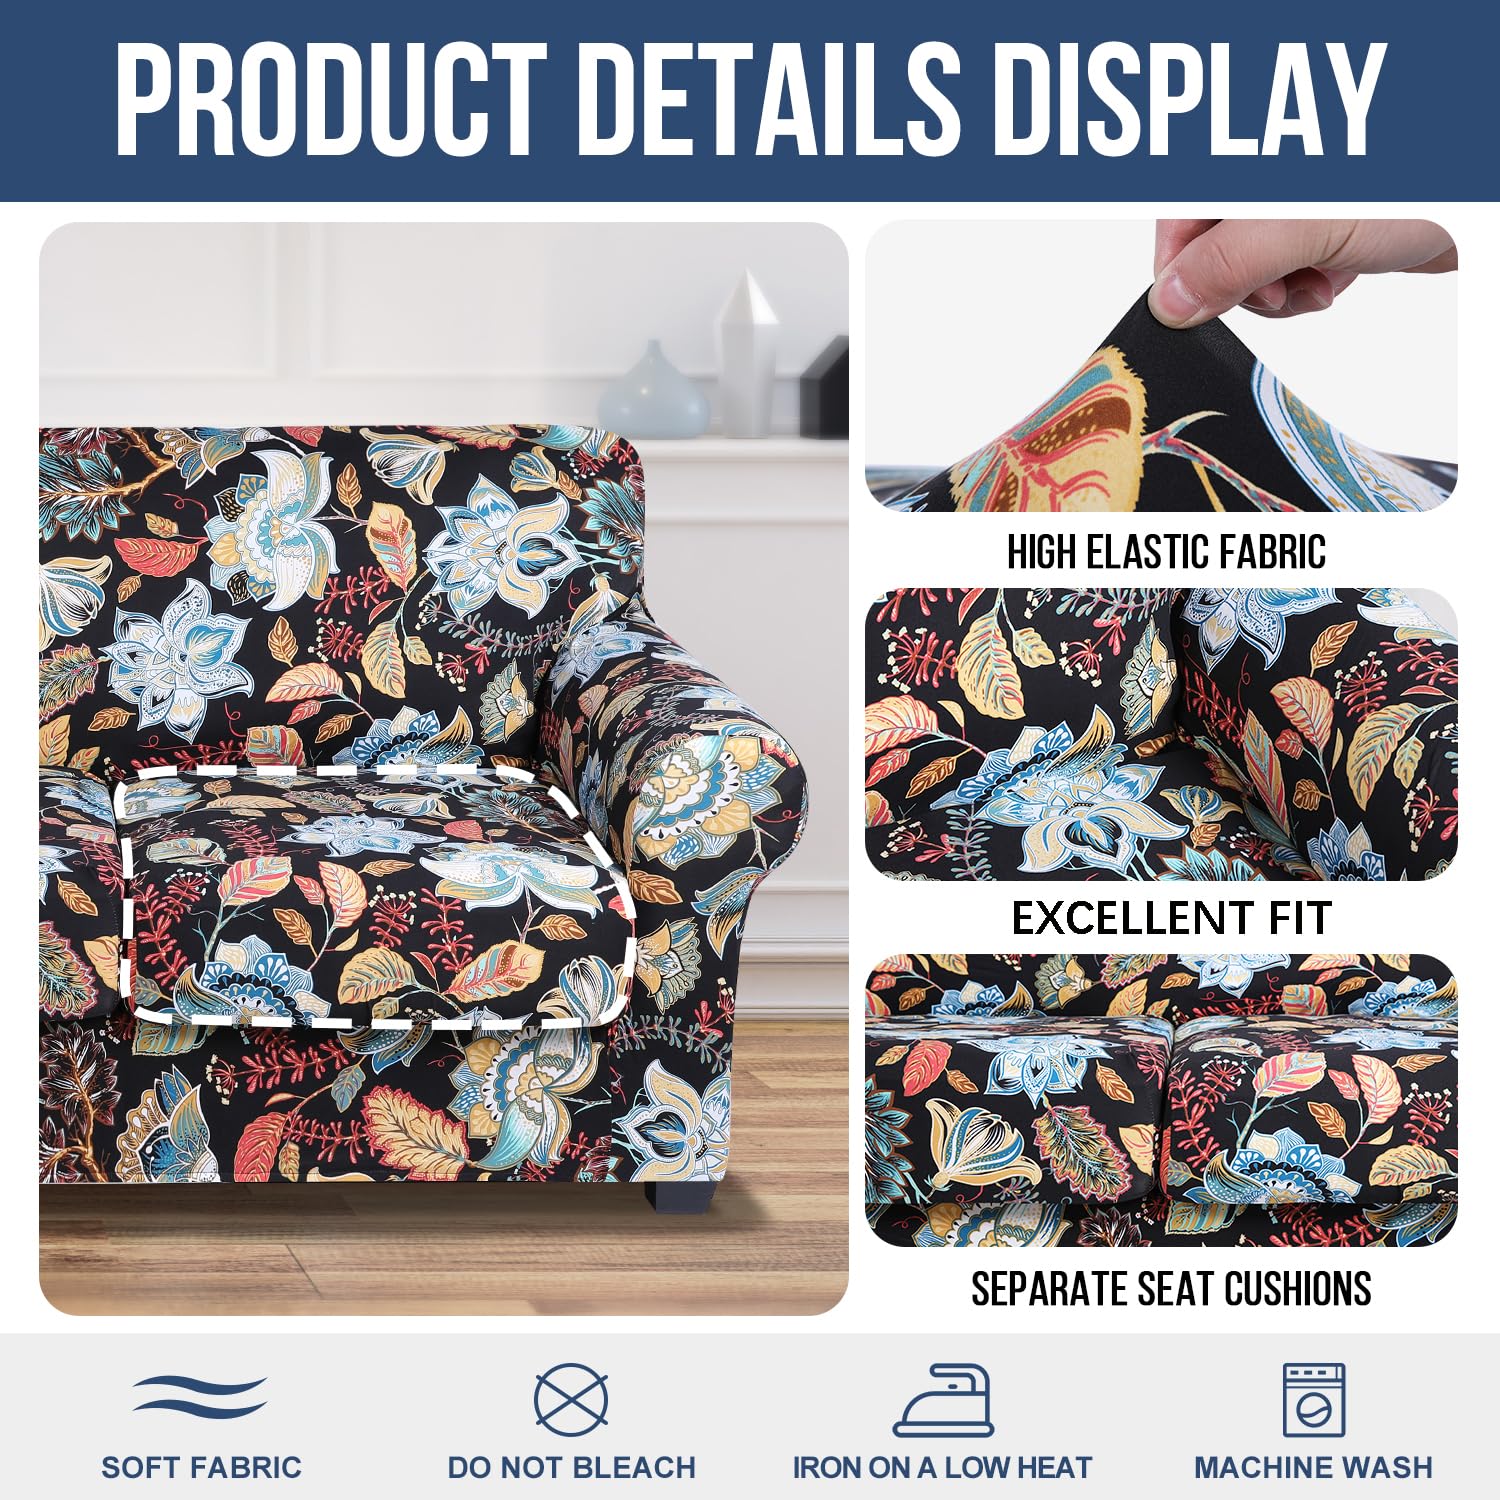 PRODUCT DETAILS DISPLAY
HIGH ELASTIC FABRIC
EXCELLENT FIT
SEPARATE SEAT CUSHIONS
SOFT FABRIC
DO NOT BLEACH
IRON ON A LOW HEAT
MACHINE WASH